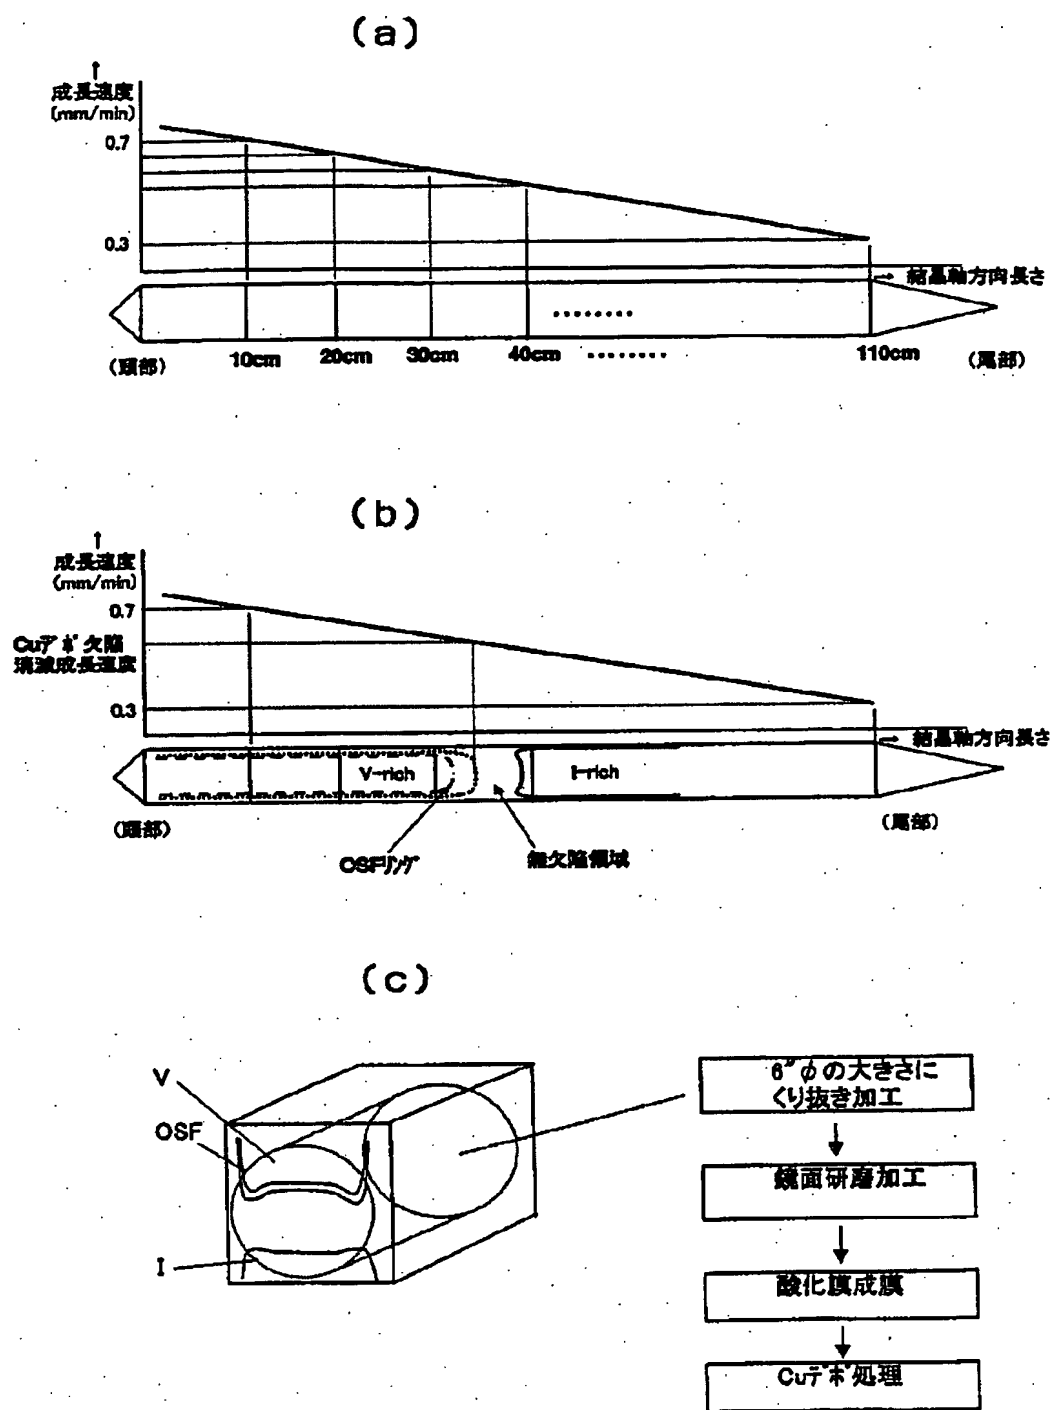 (a)
↑
成長速度
(mm/min)
0.7
0.3
→ 結晶軸方向長さ
(頭部)
10cm
20cm
30cm
40cm
‥‥‥‥
‥‥‥‥
110cm
(尾部)
(b)
↑
成長速度
(mm/min)
0.7
Cuデポ欠陥
消滅成長速度
0.3
→ 結晶軸方向長さ
V-rich
I-rich
(頭部)
(尾部)
OSFリング
無欠陥領域
(c)
V
OSF
I
6”φの大きさに
くり抜き加工
鏡面研磨加工
酸化膜成膜
Cuデポ処理